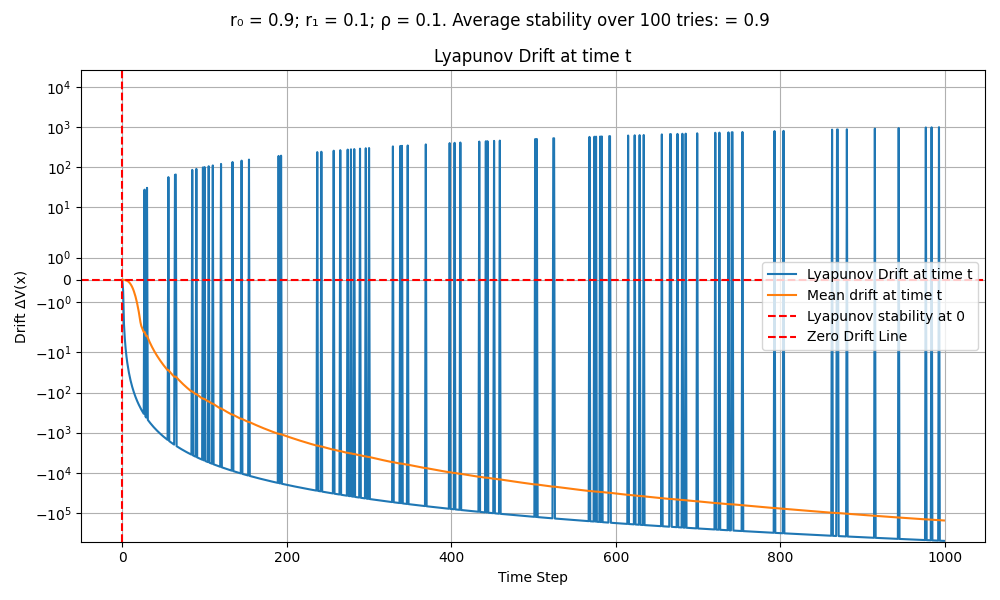 r₀ = 0.9; r₁ = 0.1; ρ = 0.1. Average stability over 100 tries: = 0.9
Lyapunov Drift at time t
Drift ΔV(x)
10⁴
10³
10²
10¹
10⁰
0
−10⁰
−10¹
−10²
−10³
−10⁴
−10⁵
Lyapunov Drift at time t
Mean drift at time t
Lyapunov stability at 0
Zero Drift Line
0 200 400 600 800 1000
Time Step